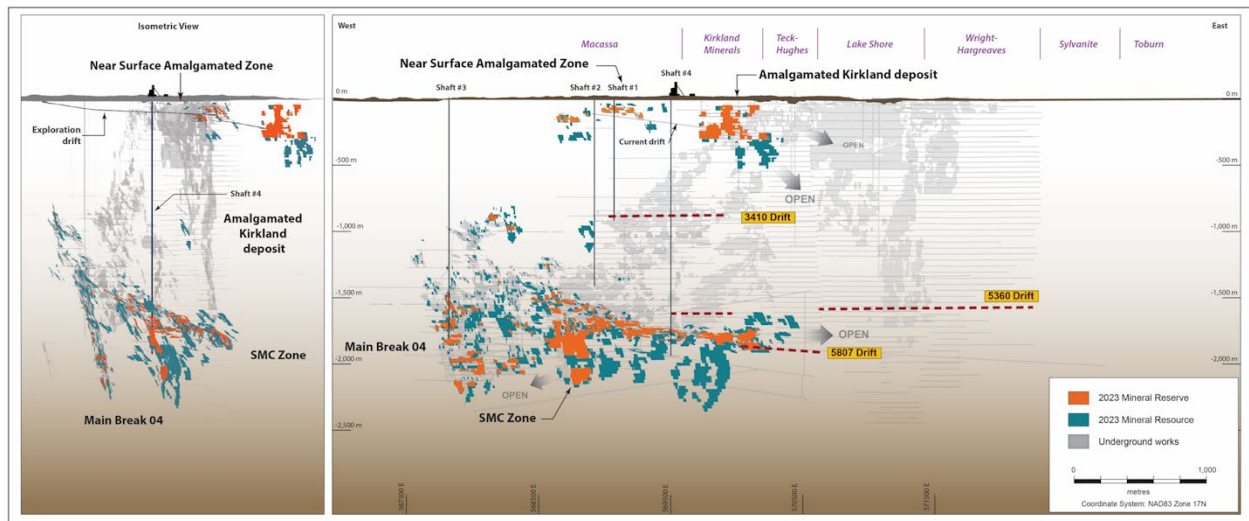 Isometric View
Near Surface Amalgamated Zone
Exploration
drift
Shaft #4
Amalgamated
Kirkland
deposit
SMC Zone
Main Break 04
West
East
Macassa
Kirkland
Minerals
Teck-
Hughes
Lake Shore
Wright-
Hargreaves
Sylvanite
Toburn
Near Surface Amalgamated Zone
Shaft #4
Amalgamated Kirkland deposit
Shaft #3
Shaft #2
Shaft #1
0 m
0 m
Current drift
OPEN
OPEN
-500 m
-500 m
3410 Drift
-1,000 m
-1,000 m
5360 Drift
-1,500 m
-1,500 m
Main Break 04
OPEN
5807 Drift
-2,000 m
-2,000 m
OPEN
SMC Zone
-2,500 m
567500 E
568500 E
569500 E
570500 E
571500 E
2023 Mineral Reserve
2023 Mineral Resource
Underground works
0
1,000
metres
Coordinate System: NAD83 Zone 17N